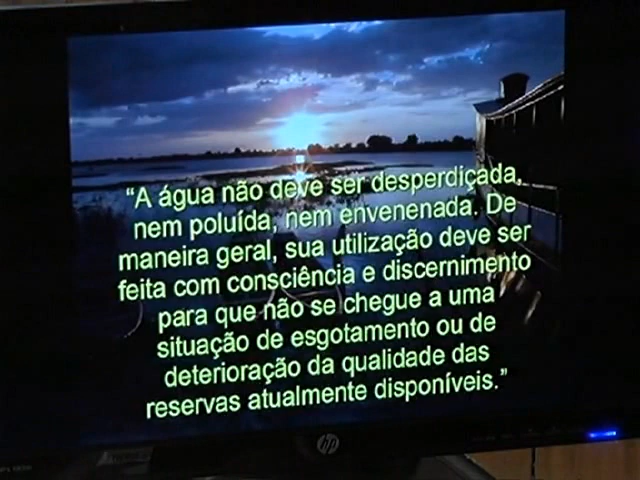 “A água não deve ser desperdiçada,
nem poluída, nem envenenada. De
maneira geral, sua utilização deve ser
feita com consciência e discernimento
para que não se chegue a uma
situação de esgotamento ou de
deterioração da qualidade das
reservas atualmente disponíveis.”
hp